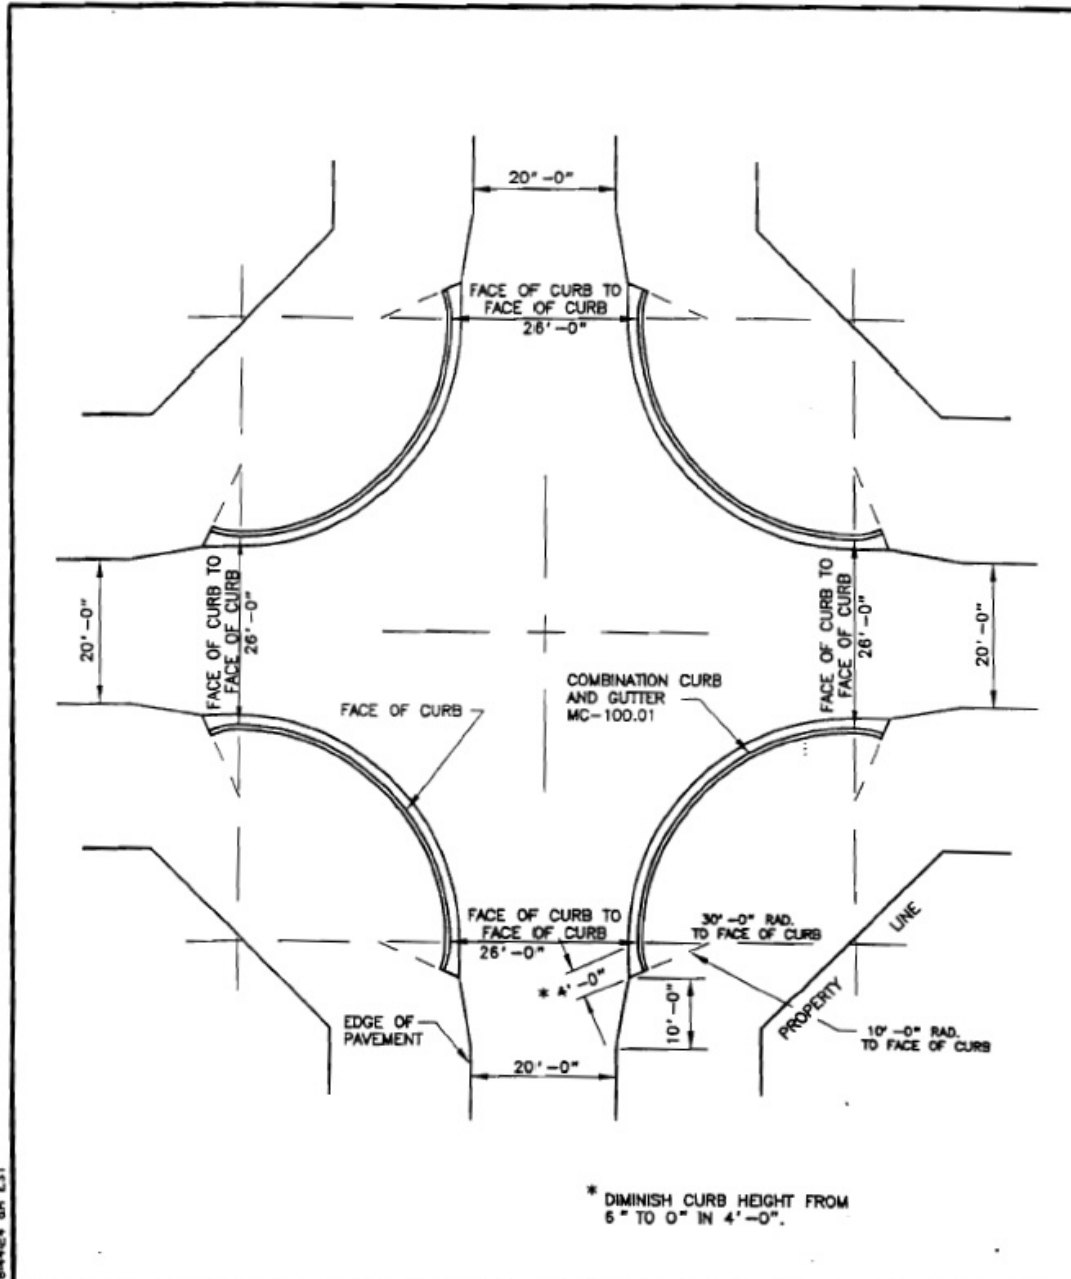 20'-0"
FACE OF CURB TO
FACE OF CURB
26'-0"
20'-0"
FACE OF CURB TO
FACE OF CURB
26'-0"
FACE OF CURB TO
FACE OF CURB
26'-0"
20'-0"
COMBINATION CURB
AND GUTTER
MC-100.01
FACE OF CURB
FACE OF CURB TO
FACE OF CURB
26'-0"
30'-0" RAD.
TO FACE OF CURB
PROPERTY LINE
* 4'-0"
10'-0"
EDGE OF
PAVEMENT
10'-0" RAD.
TO FACE OF CURB
20'-0"
* DIMINISH CURB HEIGHT FROM
6" TO 0" IN 4'-0".